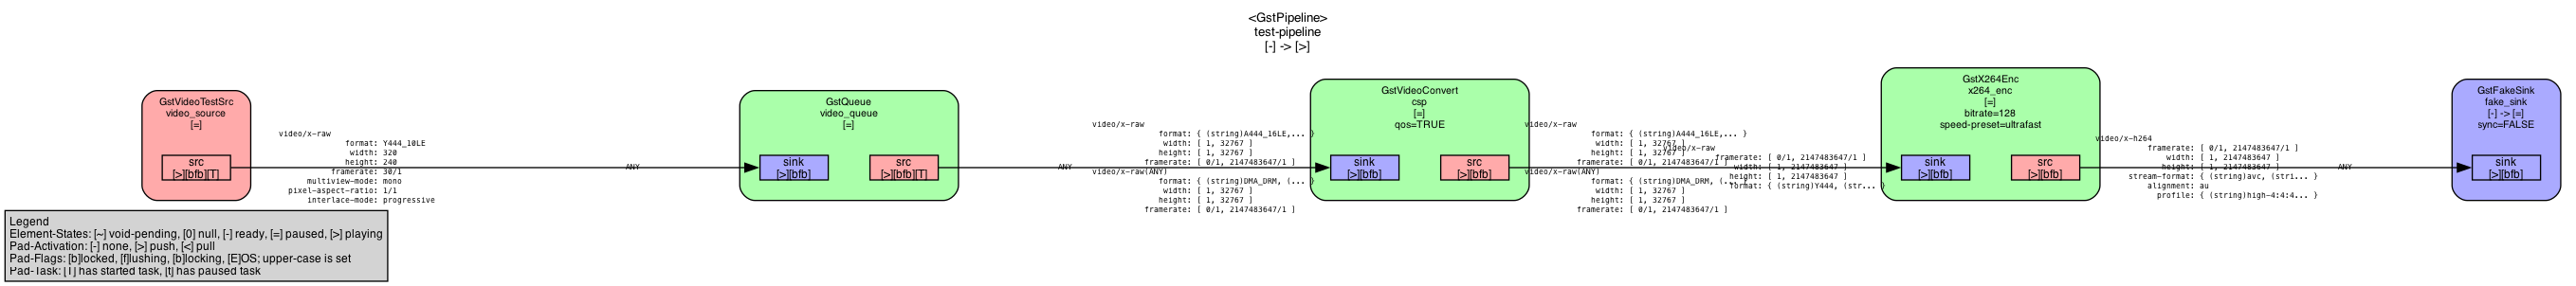 <GstPipeline>
test-pipeline
[-] -> [>]
GstVideoTestSrc
video_source
[=]
src
[>][bfb][T]
video/x-raw
format: Y444_10LE
width: 320
height: 240
framerate: 30/1
multiview-mode: mono
pixel-aspect-ratio: 1/1
interlace-mode: progressive
ANY
GstQueue
video_queue
[=]
sink
[>][bfb]
src
[>][bfb][T]
ANY
video/x-raw
format: { (string)A444_16LE,... }
width: [ 1, 32767 ]
height: [ 1, 32767 ]
framerate: [ 0/1, 2147483647/1 ]
video/x-raw(ANY)
format: { (string)DMA_DRM, (... }
width: [ 1, 32767 ]
height: [ 1, 32767 ]
framerate: [ 0/1, 2147483647/1 ]
GstVideoConvert
csp
[=]
qos=TRUE
sink
[>][bfb]
src
[>][bfb]
video/x-raw
format: { (string)A444_16LE,... }
width: [ 1, 32767 ]
height: [ 1, 32767 ]
framerate: [ 0/1, 2147483647/1 ]
video/x-raw(ANY)
format: { (string)DMA_DRM, (...
width: [ 1, 32767 ]
height: [ 1, 32767 ]
framerate: [ 0/1, 2147483647/1 ]
video/x-raw
framerate: [ 0/1, 2147483647/1 ]
width: [ 1, 2147483647 ]
height: [ 1, 2147483647 ]
format: { (string)Y444, (str... }
GstX264Enc
x264_enc
[=]
bitrate=128
speed-preset=ultrafast
sink
[>][bfb]
src
[>][bfb]
video/x-h264
framerate: [ 0/1, 2147483647/1 ]
width: [ 1, 2147483647 ]
height: [ 1, 2147483647 ]
stream-format: { (string)avc, (stri... }
alignment: au
profile: { (string)high-4:4:4... }
ANY
GstFakeSink
fake_sink
[-] -> [=]
sync=FALSE
sink
[>][bfb]
Legend
Element-States: [~] void-pending, [0] null, [-] ready, [=] paused, [>] playing
Pad-Activation: [-] none, [>] push, [<] pull
Pad-Flags: [b]locked, [f]lushing, [b]locking, [E]OS; upper-case is set
Pad-Task: [T] has started task, [t] has paused task